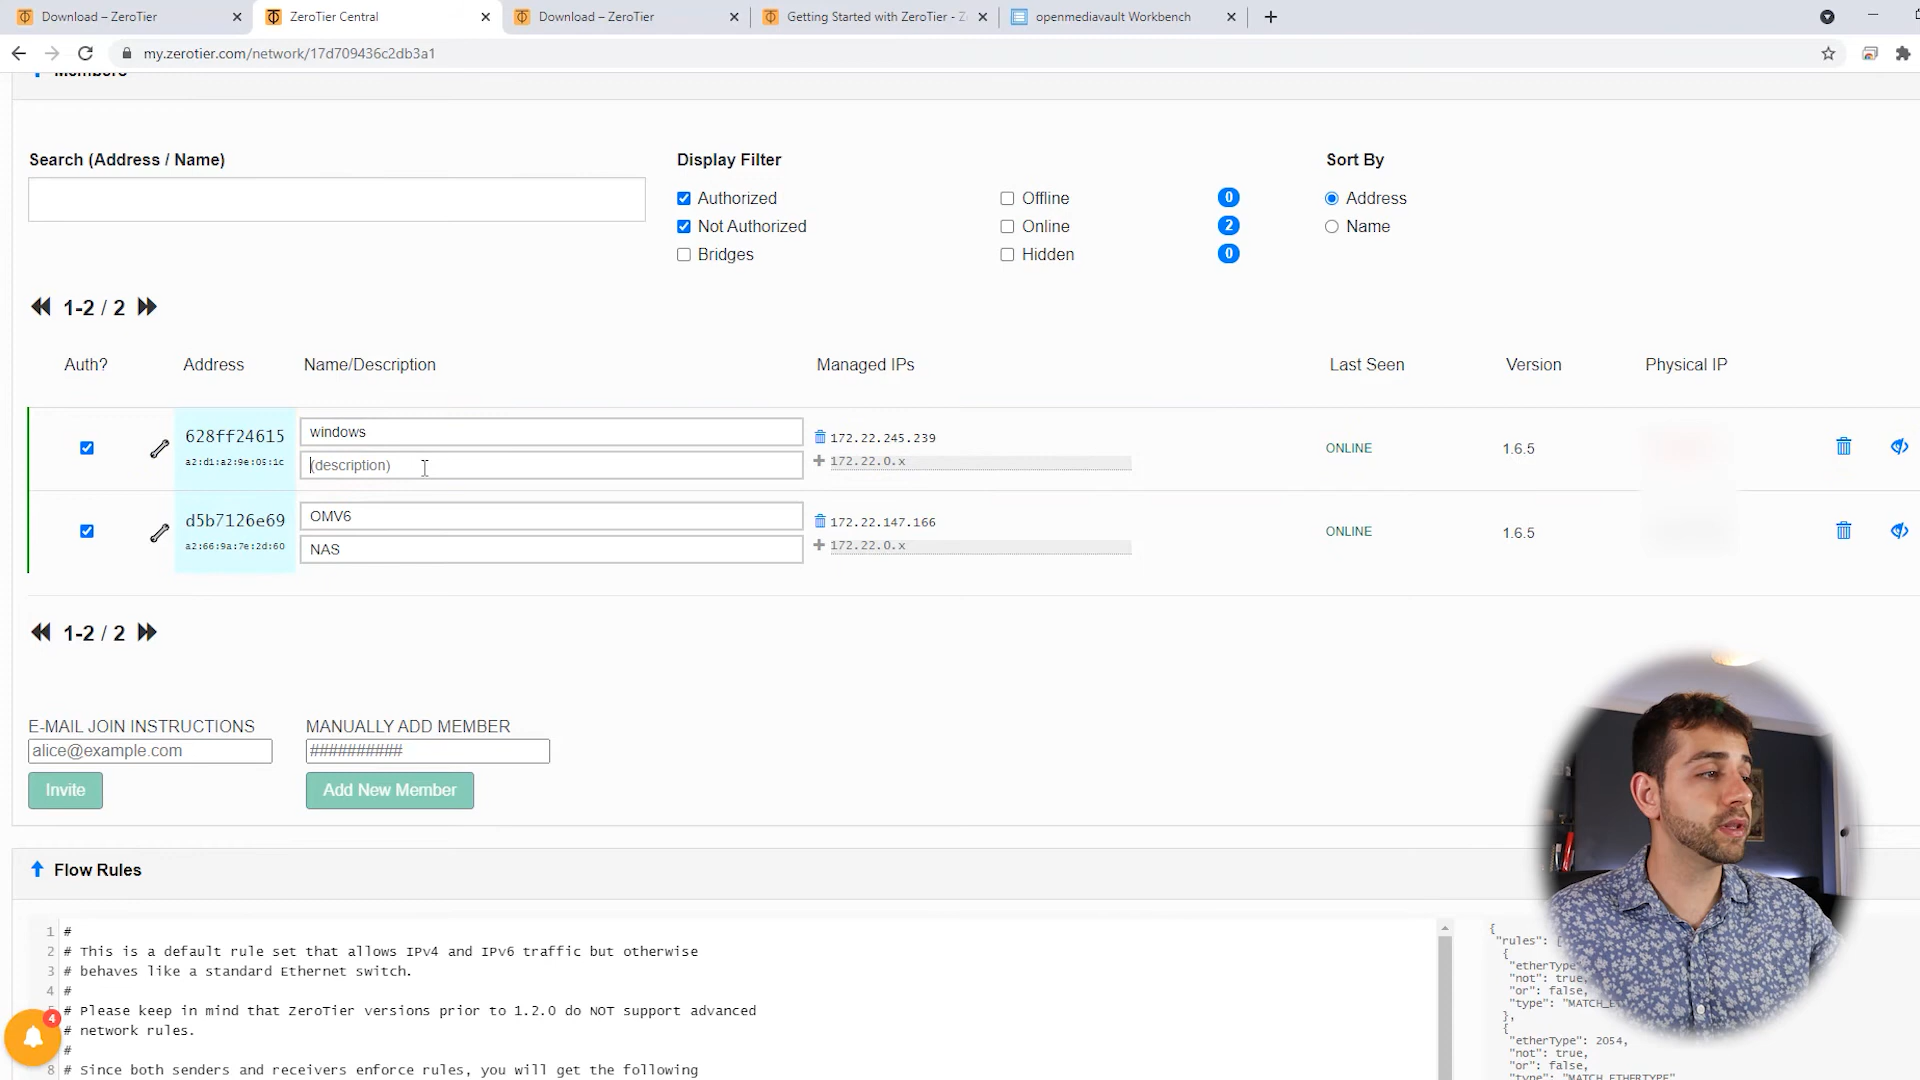 Download – ZeroTier
ZeroTier Central
Download – ZeroTier
Getting Started with ZeroTier - Z
openmediavault Workbench
my.zerotier.com/network/17d709436c2db3a1
Members
Search (Address / Name)
Display Filter
Sort By
Authorized
Offline
0
Address
Not Authorized
Online
2
Name
Bridges
Hidden
0
1-2 / 2
Auth?
Address
Name/Description
Managed IPs
Last Seen
Version
Physical IP
628ff24615
a2:d1:a2:9e:05:1c
windows
(description)
172.22.245.239
172.22.0.x
ONLINE
1.6.5
d5b7126e69
a2:66:9a:7e:2d:60
OMV6
NAS
172.22.147.166
172.22.0.x
ONLINE
1.6.5
1-2 / 2
E-MAIL JOIN INSTRUCTIONS
MANUALLY ADD MEMBER
alice@example.com
##########
Invite
Add New Member
Flow Rules
1 #
2 # This is a default rule set that allows IPv4 and IPv6 traffic but otherwise
3 # behaves like a standard Ethernet switch.
4 #
# Please keep in mind that ZeroTier versions prior to 1.2.0 do NOT support advanced
# network rules.
#
8 # Since both senders and receivers enforce rules, you will get the following
4
{
"rules": [
{
"etherType"
"not": true,
"or": false,
"type": "MATCH_
},
{
"etherType": 2054,
"not": true,
"or": false,
"type": "MATCH_ETHERTYPE"